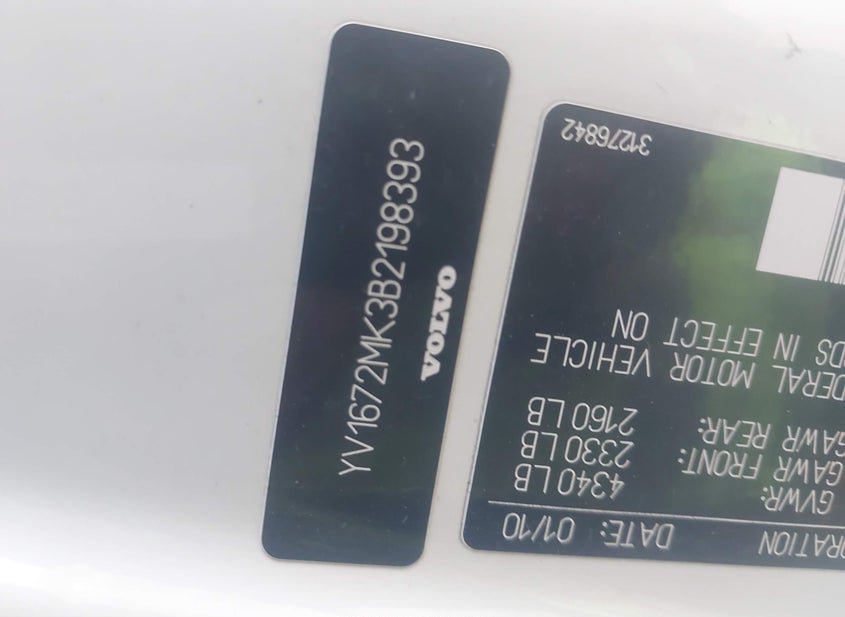 YV1672MK3B2198393
VOLVO
ORATION DATE: 01/10
GVWR: 4340 LB
GAWR FRONT: 2330 LB
GAWR REAR: 2160 LB
DERAL MOTOR VEHICLE
DS IN EFFECT ON
31276842